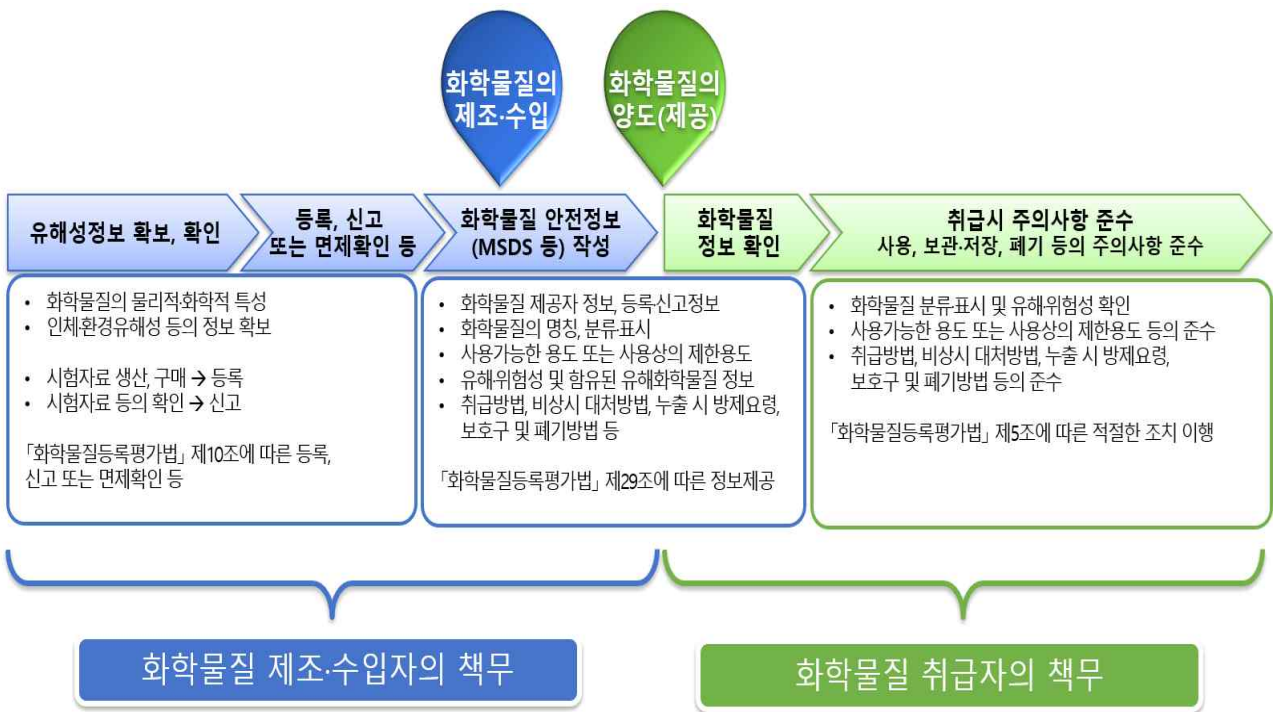 화학물질의
제조·수입
화학물질의
양도(제공)
유해성정보 확보, 확인
등록, 신고
또는 면제확인 등
화학물질 안전정보
(MSDS 등) 작성
화학물질
정보 확인
취급시 주의사항 준수
사용, 보관·저장, 폐기 등의 주의사항 준수
• 화학물질의 물리적·화학적 특성
• 인체·환경유해성 등의 정보 확보
• 시험자료 생산, 구매 → 등록
• 시험자료 등의 확인 → 신고
「화학물질등록평가법」 제10조에 따른 등록,
신고 또는 면제확인 등
• 화학물질 제공자 정보, 등록·신고정보
• 화학물질의 명칭, 분류·표시
• 사용가능한 용도 또는 사용상의 제한용도
• 유해·위험성 및 함유된 유해화학물질 정보
• 취급방법, 비상시 대처방법, 누출 시 방제요령,
보호구 및 폐기방법 등
「화학물질등록평가법」 제29조에 따른 정보제공
• 화학물질 분류·표시 및 유해·위험성 확인
• 사용가능한 용도 또는 사용상의 제한용도 등의 준수
• 취급방법, 비상시 대처방법, 누출 시 방제요령,
보호구 및 폐기방법 등의 준수
「화학물질등록평가법」 제5조에 따른 적절한 조치 이행
화학물질 제조·수입자의 책무
화학물질 취급자의 책무